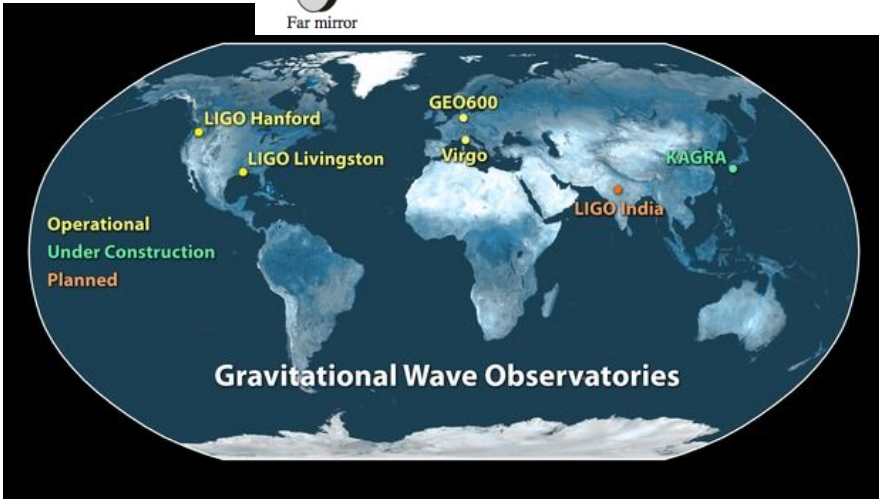 Far mirror
GEO600
LIGO Hanford
LIGO Livingston
Virgo
KAGRA
LIGO India
Operational
Under Construction
Planned
Gravitational Wave Observatories